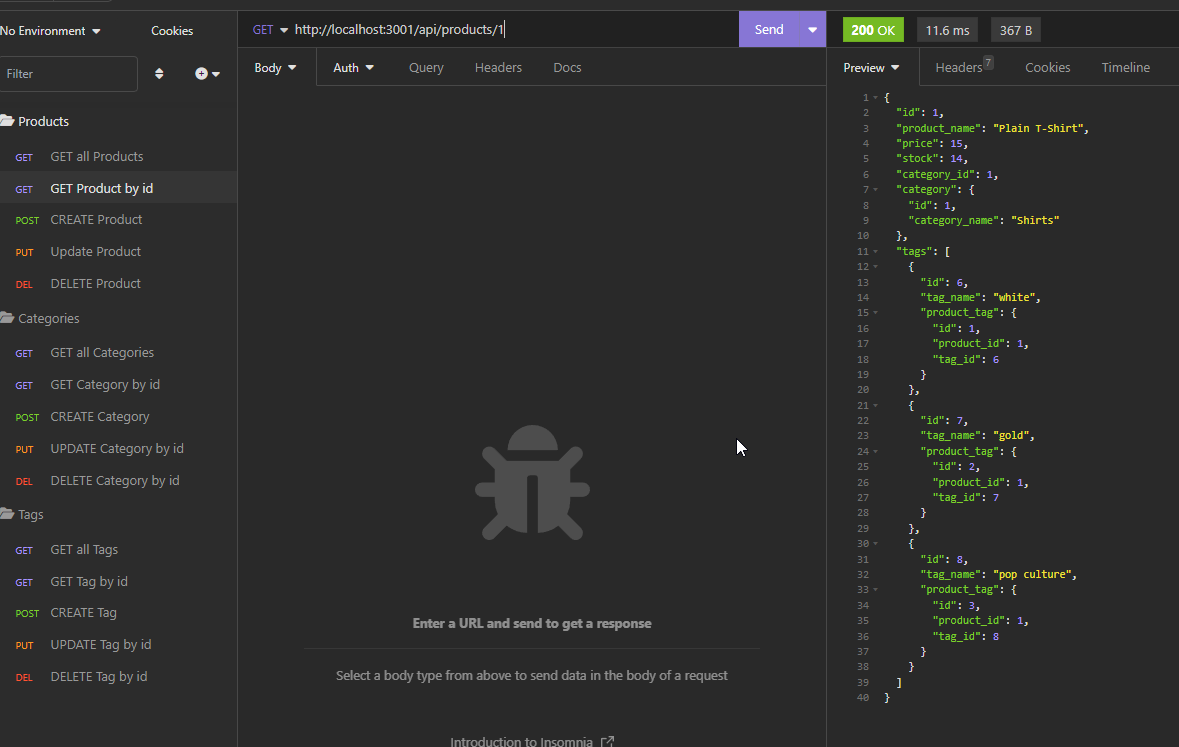 No Environment
Cookies
Filter
Products
GET GET all Products
GET GET Product by id
POST CREATE Product
PUT Update Product
DEL DELETE Product
Categories
GET GET all Categories
GET GET Category by id
POST CREATE Category
PUT UPDATE Category by id
DEL DELETE Category by id
Tags
GET GET all Tags
GET GET Tag by id
POST CREATE Tag
PUT UPDATE Tag by id
DEL DELETE Tag by id
GET http://localhost:3001/api/products/1 Send
Body Auth Query Headers Docs
Enter a URL and send to get a response
Select a body type from above to send data in the body of a request
Introduction to Insomnia
200 OK 11.6 ms 367 B
Preview Headers 7 Cookies Timeline
1 {
2 "id": 1,
3 "product_name": "Plain T-Shirt",
4 "price": 15,
5 "stock": 14,
6 "category_id": 1,
7 "category": {
8 "id": 1,
9 "category_name": "Shirts"
10 },
11 "tags": [
12 {
13 "id": 6,
14 "tag_name": "white",
15 "product_tag": {
16 "id": 1,
17 "product_id": 1,
18 "tag_id": 6
19 }
20 },
21 {
22 "id": 7,
23 "tag_name": "gold",
24 "product_tag": {
25 "id": 2,
26 "product_id": 1,
27 "tag_id": 7
28 }
29 },
30 {
31 "id": 8,
32 "tag_name": "pop culture",
33 "product_tag": {
34 "id": 3,
35 "product_id": 1,
36 "tag_id": 8
37 }
38 }
39 ]
40 }